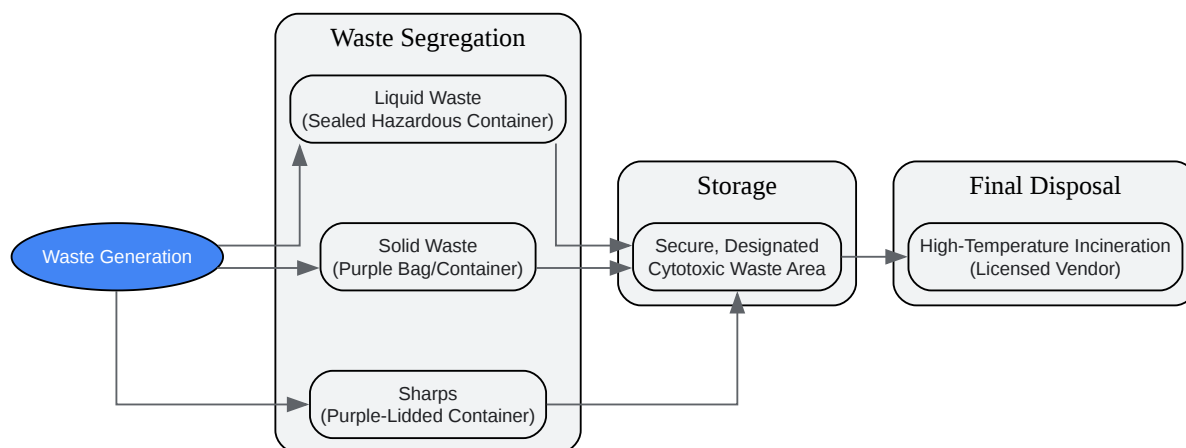 Waste Segregation
Liquid Waste
(Sealed Hazardous Container)
Storage
Final Disposal
Waste Generation
Solid Waste
(Purple Bag/Container)
Secure, Designated
Cytotoxic Waste Area
High-Temperature Incineration
(Licensed Vendor)
Sharps
(Purple-Lidded Container)